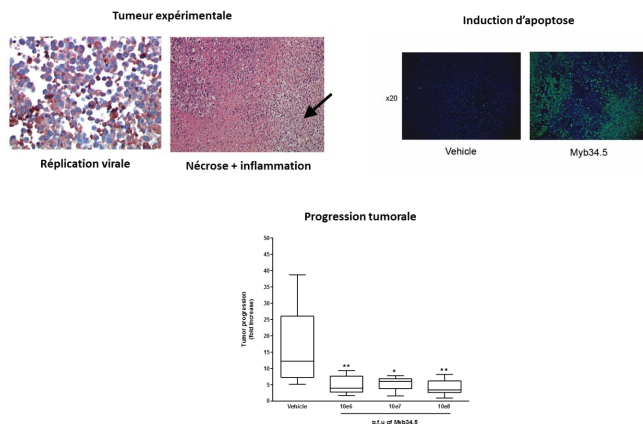 Tumeur expérimentale
Induction d’apoptose
x20
Réplication virale
Nécrose + inflammation
Vehicle
Myb34.5
Progression tumorale
Tumor progression
(fold increase)
50
45
40
35
30
25
20
15
10
5
0
** * **
Vehicle 10e6 10e7 10e8
p.f.u of Myb34.5